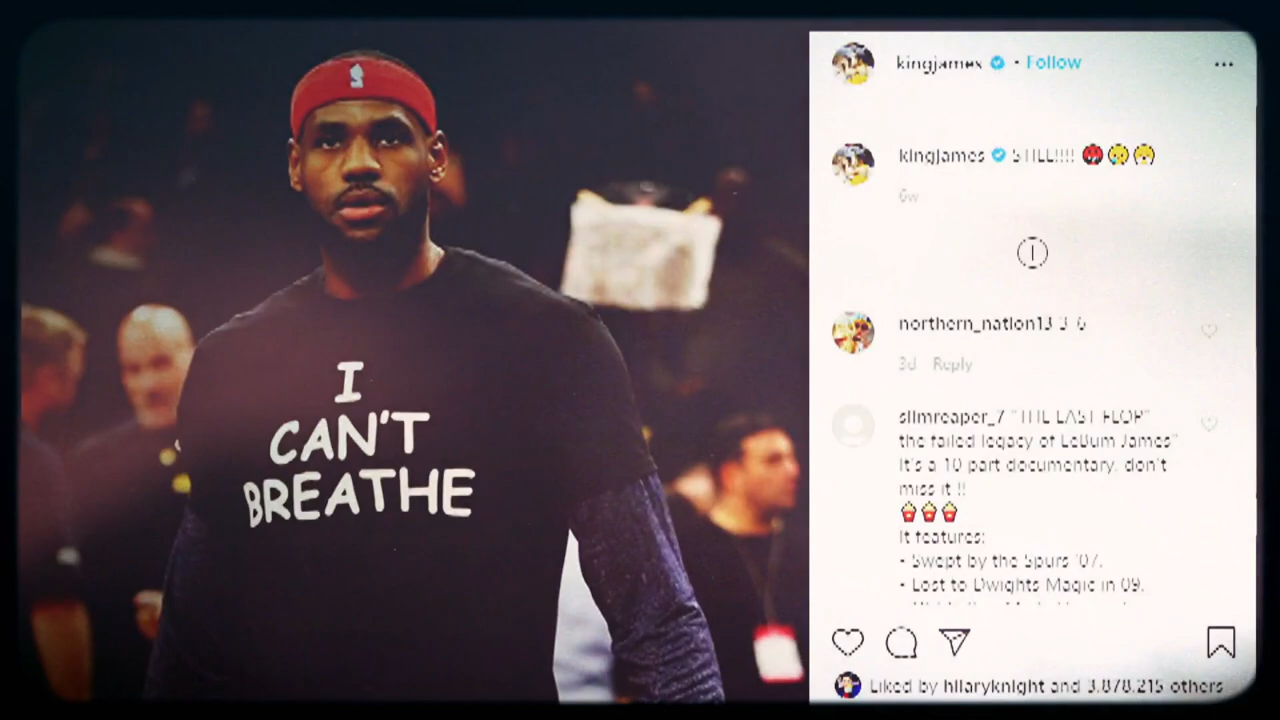 I
CAN'T
BREATHE
kingjames • Follow
kingjames STILL!!!!
6w
northern_nation13 3-6
3d Reply
slimreaper_7 "THE LAST FLOP"
the failed legacy of LeBum James"
It's a 10 part documentary, don't
miss it !!
It features:
- Swept by the Spurs '07.
- Lost to Dwights Magic in 09.
Liked by hilaryknight and 3,878,215 others